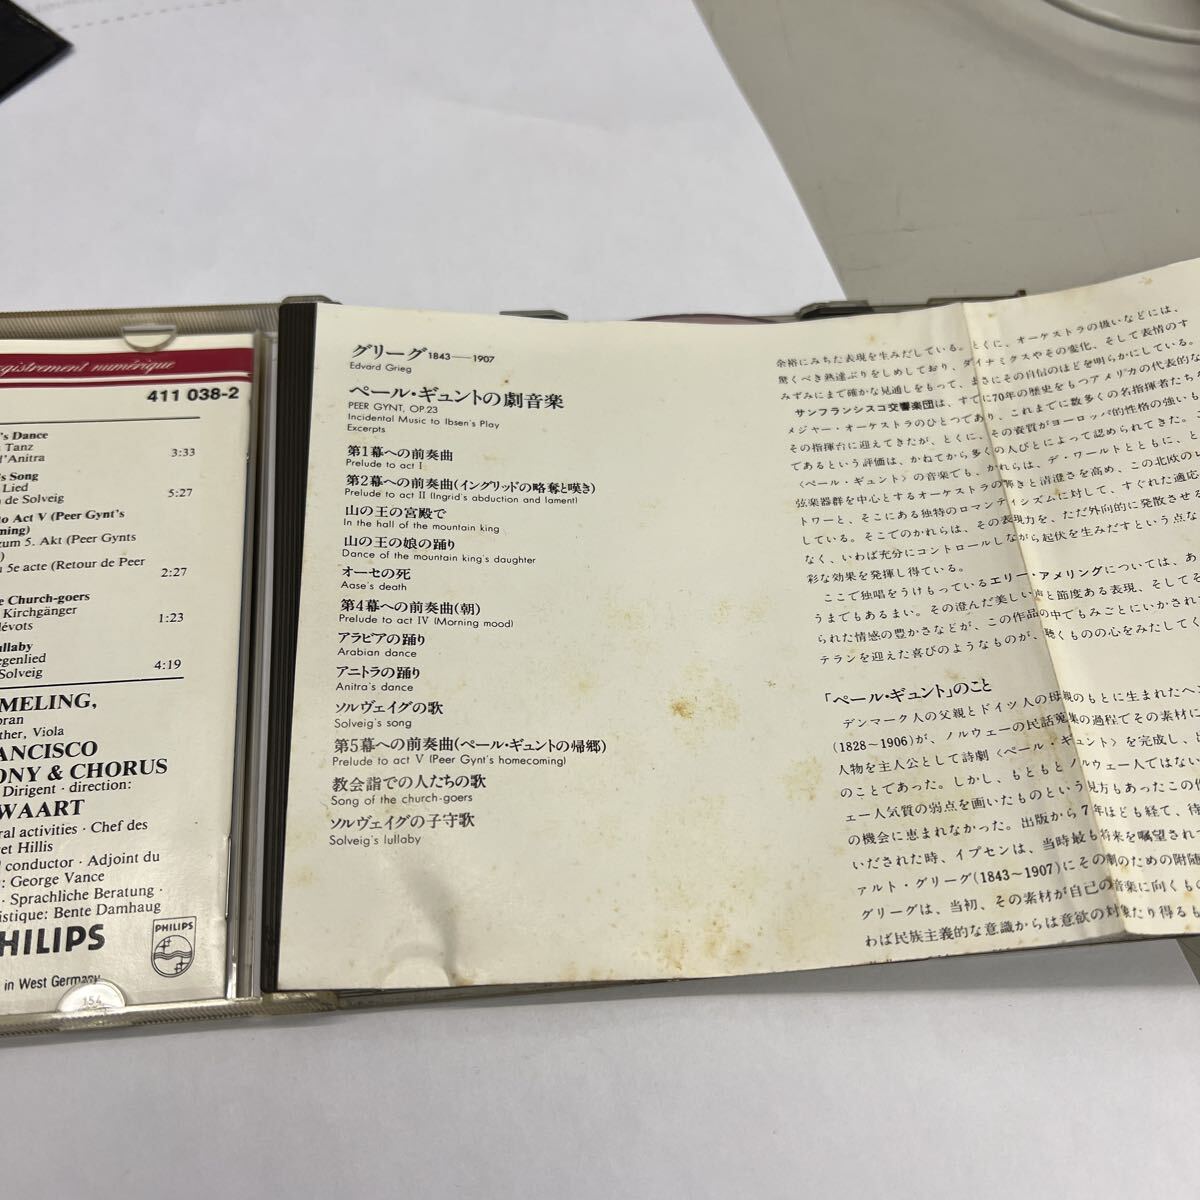 egistrement numérique
411 038-2
's Dance
Tanz
d'Anitra
3:33
's Song
Lied
n de Solveig
5:27
to Act V (Peer Gynt's
ning)
zum 5. Akt (Peer Gynts
u 5e acte (Retour de Peer
2:27
e Church-goers
Kirchgänger
évots
1:23
ullaby
egenlied
Solveig
4:19
MELING,
oran
ther, Viola
ANCISCO
ONY & CHORUS
Dirigent · direction:
WAART
ral activities · Chef des
ret Hillis
l conductor · Adjoint du
: George Vance
· Sprachliche Beratung ·
istique: Bente Damhaug
PHILIPS
PHILIPS
in West Germany
154
グリーグ 1843―1907
Edvard Grieg
ペール・ギュントの劇音楽
PEER GYNT, OP.23
Incidental Music to Ibsen's Play
Excerpts
第1幕への前奏曲
Prelude to act I
第2幕への前奏曲(イングリッドの略奪と嘆き)
Prelude to act II (Ingrid's abduction and lament)
山の王の宮殿で
In the hall of the mountain king
山の王の娘の踊り
Dance of the mountain king's daughter
オーセの死
Aase's death
第4幕への前奏曲(朝)
Prelude to act IV (Morning mood)
アラビアの踊り
Arabian dance
アニトラの踊り
Anitra's dance
ソルヴェイグの歌
Solveig's song
第5幕への前奏曲(ペール・ギュントの帰郷)
Prelude to act V (Peer Gynt's homecoming)
教会詣での人たちの歌
Song of the church-goers
ソルヴェイグの子守歌
Solveig's lullaby
余裕にみちた表現を生みだしている。とくに、オーケストラの扱いなどには、
驚くべき熟達ぶりをしめしており、ダイナミクスやその変化、そして表情のす
みずみにまで確かな見通しをもって、まさにその自信のほどを明らかにしている。
サンフランシスコ交響楽団は、すでに70年の歴史をもつアメリカの代表的な
メジャー・オーケストラのひとつであり、これまでに数多くの名指揮者たちを
その指揮台に迎えてきたが、とくに、その資質がヨーロッパ的性格の強いも
であるという評価は、かねてから多くの人びとによって認められてきた。こ
〈ペール・ギュント〉の音楽でも、かれらは、デ・ワールトとともに、と
弦楽器群を中心とするオーケストラの響きと清澄さを高め、この北欧のレ
トワーと、そこにある独特のロマンティシズムに対して、すぐれた適応
している。そこでのかれらは、その表現力を、ただ外向的に発散させる
なく、いわば充分にコントロールしながら起伏を生みだすという点な
彩な効果を発揮し得ている。
ここで独唱をうけもっているエリー・アメリングについては、あ
うまでもあるまい。その澄んだ美しい声と節度ある表現、そしてそ
られた情感の豊かさなどが、この作品の中でもみごとにいかされ
テランを迎えた喜びのようなものが、聴くものの心をみたしてく
「ペール・ギュント」のこと
デンマーク人の父親とドイツ人の母親のもとに生まれたヘン
(1828〜1906)が、ノルウェーの民話蒐集の過程でその素材に
人物を主人公として詩劇〈ペール・ギュント〉を完成し、出
のことであった。しかし、もともとノルウェー人ではない
ェー人気質の弱点を画いたものという見方もあったこの作
の機会に恵まれなかった。出版から7年ほども経て、待
いだされた時、イプセンは、当時最も将来を嘱望されて
ァルト・グリーグ(1843〜1907)にその劇のための附随
グリーグは、当初、その素材が自己の音楽に向くもの
わば民族主義的な意識からは意欲の対象たり得るも